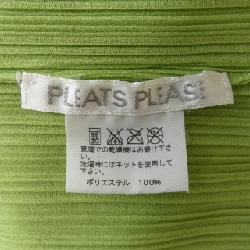 PLEATS PLEASE
家庭での乾燥機はお避け下さい。
洗濯時にはネットを使用して下さい。
ポリエステル 100%